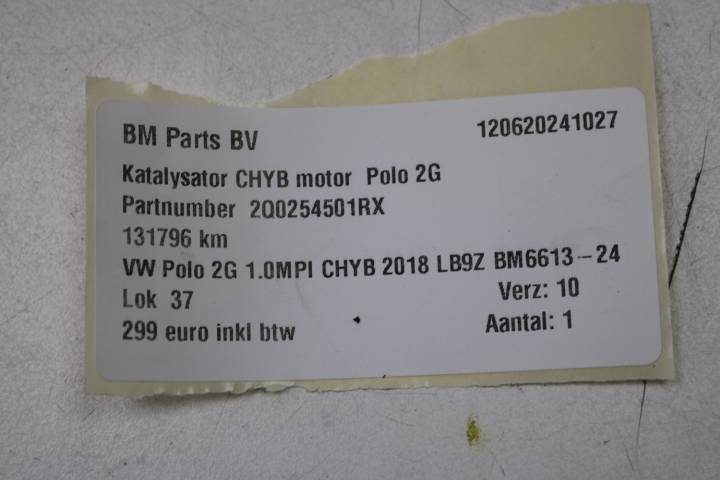 BM Parts BV 120620241027
Katalysator CHYB motor Polo 2G
Partnumber 2Q0254501RX
131796 km
VW Polo 2G 1.0MPI CHYB 2018 LB9Z BM6613--24
Lok 37 Verz: 10
299 euro inkl btw Aantal: 1